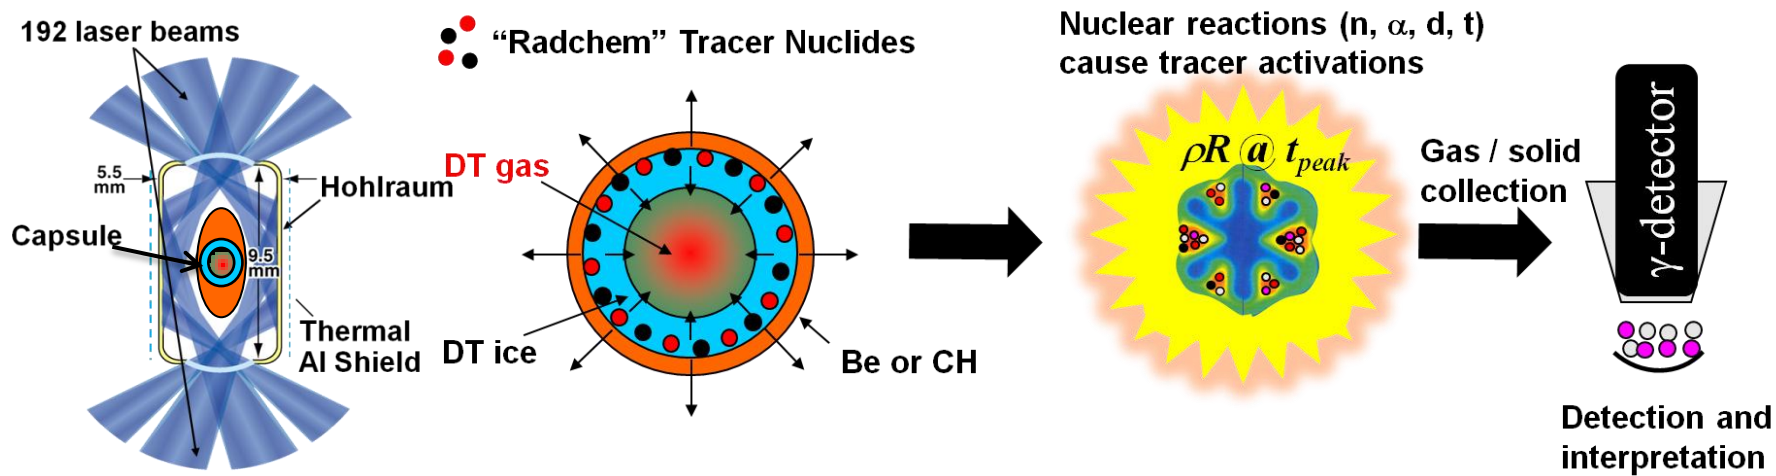 192 laser beams
5.5
mm
Hohlraum
Capsule
9.5
mm
Thermal
Al Shield
“Radchem” Tracer Nuclides
DT gas
DT ice
Be or CH
Nuclear reactions (n, α, d, t)
cause tracer activations
ρR @ tpeak
Gas / solid
collection
γ-detector
Detection and
interpretation